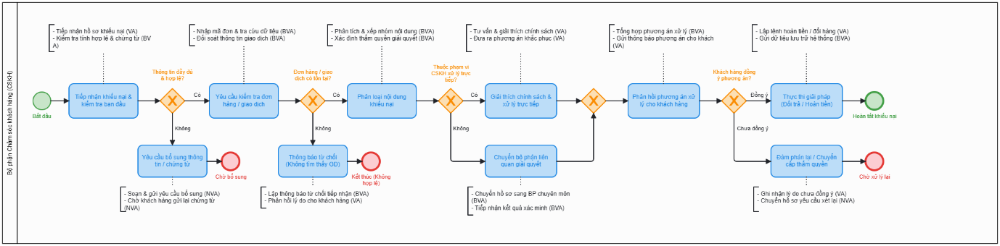 Bộ phận Chăm sóc khách hàng (CSKH)
- Tiếp nhận hồ sơ khiếu nại (VA)
- Kiểm tra tính hợp lệ & chứng từ (BV
A)
- Nhập mã đơn & tra cứu dữ liệu (BVA)
- Đối soát thông tin giao dịch (BVA)
- Phân tích & xếp nhóm nội dung (BVA)
- Xác định thẩm quyền giải quyết (BVA)
- Tư vấn & giải thích chính sách (VA)
- Đưa ra phương án khắc phục (VA)
- Tổng hợp phương án xử lý (BVA)
- Gửi thông báo phương án cho khách
(VA)
- Lập lệnh hoàn tiền / đổi hàng (VA)
- Gửi dữ liệu lưu trữ hệ thống (BVA)
Thông tin đầy đủ
& hợp lệ?
Đơn hàng / giao
dịch có tồn tại?
Thuộc phạm vi
CSKH xử lý trực
tiếp?
Khách hàng đồng
ý phương án?
Bắt đầu
Tiếp nhận khiếu nại &
kiểm tra ban đầu
Có
Yêu cầu kiểm tra đơn
hàng / giao dịch
Có
Phân loại nội dung
khiếu nại
Có
Giải thích chính sách &
xử lý trực tiếp
Phản hồi phương án xử
lý cho khách hàng
Đồng ý
Thực thi giải pháp
(Đổi trả / Hoàn tiền)
Hoàn tất khiếu nại
Không
Không
Không
Chưa đồng ý
Yêu cầu bổ sung thông
tin / chứng từ
Chờ bổ sung
Thông báo từ chối
(Không tìm thấy GD)
Kết thúc (Không
hợp lệ)
Chuyển bộ phận liên
quan giải quyết
Đàm phán lại / Chuyển
cấp thẩm quyền
Chờ xử lý lại
- Soạn & gửi yêu cầu bổ sung (NVA)
- Chờ khách hàng gửi lại chứng từ
(NVA)
- Lập thông báo từ chối tiếp nhận (BVA)
- Phản hồi lý do cho khách hàng (VA)
- Chuyển hồ sơ sang BP chuyên môn
(BVA)
- Tiếp nhận kết quả xác minh (BVA)
- Ghi nhận lý do chưa đồng ý (VA)
- Chuyển hồ sơ yêu cầu xét lại (NVA)